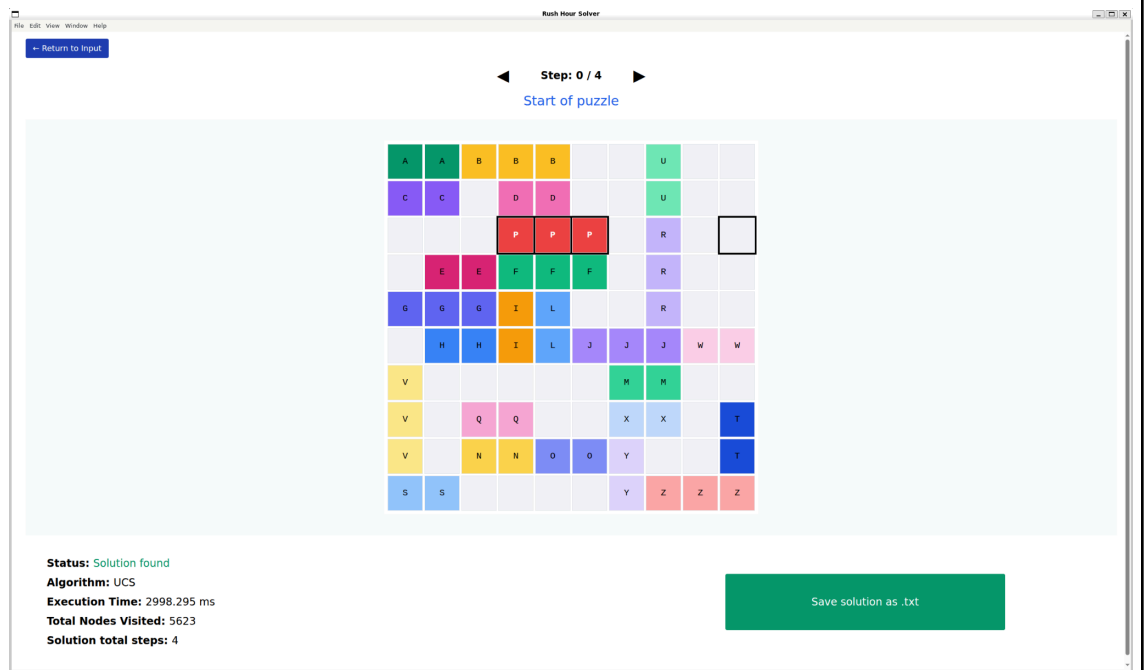 Rush Hour Solver
File Edit View Window Help
← Return to Input
◀ Step: 0 / 4 ▶
Start of puzzle
A A B B B U
C C D D U
P P P R
E E F F F R
G G G I L R
H H I L J J J W W
V M M
V Q Q X X T
V N N O O Y T
S S Y Z Z Z
Status: Solution found
Algorithm: UCS
Execution Time: 2998.295 ms
Total Nodes Visited: 5623
Solution total steps: 4
Save solution as .txt